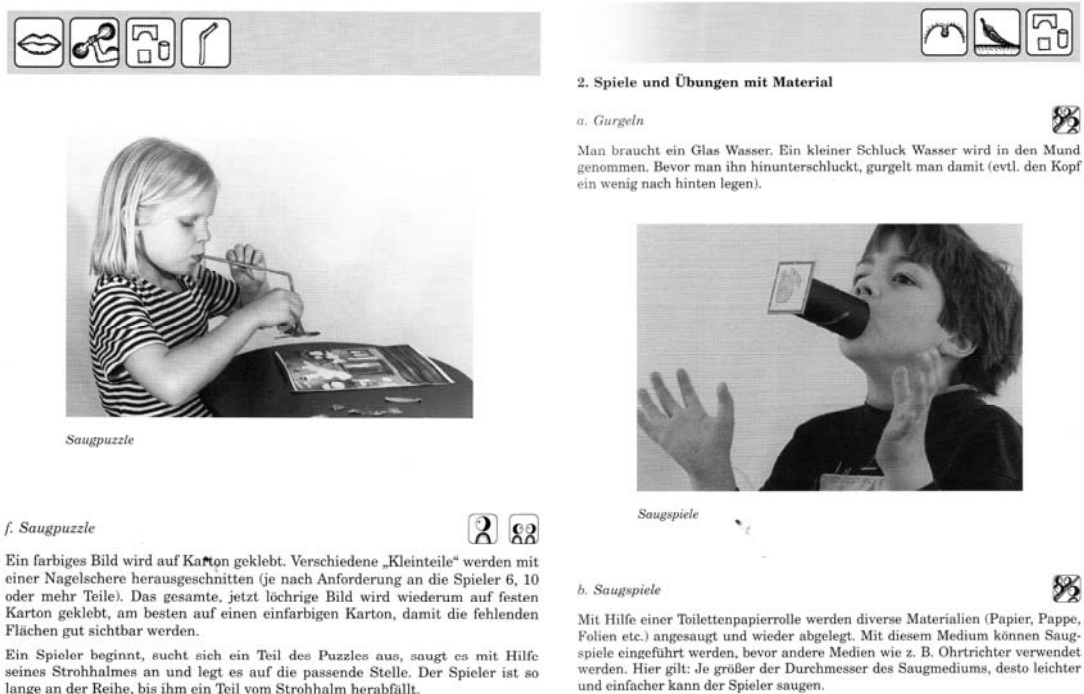 Saugpuzzle
f. Saugpuzzle
Ein farbiges Bild wird auf Karton geklebt. Verschiedene „Kleinteile“ werden mit
einer Nagelschere herausgeschnitten (je nach Anforderung an die Spieler 6, 10
oder mehr Teile). Das gesamte, jetzt löchrige Bild wird wiederum auf festen
Karton geklebt, am besten auf einen einfarbigen Karton, damit die fehlenden
Flächen gut sichtbar werden.
Ein Spieler beginnt, sucht sich ein Teil des Puzzles aus, saugt es mit Hilfe
seines Strohhalmes an und legt es auf die passende Stelle. Der Spieler ist so
lange an der Reihe, bis ihm ein Teil vom Strohhalm herabfällt.
2. Spiele und Übungen mit Material
a. Gurgeln
Man braucht ein Glas Wasser. Ein kleiner Schluck Wasser wird in den Mund
genommen. Bevor man ihn hinunterschluckt, gurgelt man damit (evtl. den Kopf
ein wenig nach hinten legen).
Saugspiele
b. Saugspiele
Mit Hilfe einer Toilettenpapierrolle werden diverse Materialien (Papier, Pappe,
Folien etc.) angesaugt und wieder abgelegt. Mit diesem Medium können Saug-
spiele eingeführt werden, bevor andere Medien wie z. B. Ohrtrichter verwendet
werden. Hier gilt: Je größer der Durchmesser des Saugmediums, desto leichter
und einfacher kann der Spieler saugen.